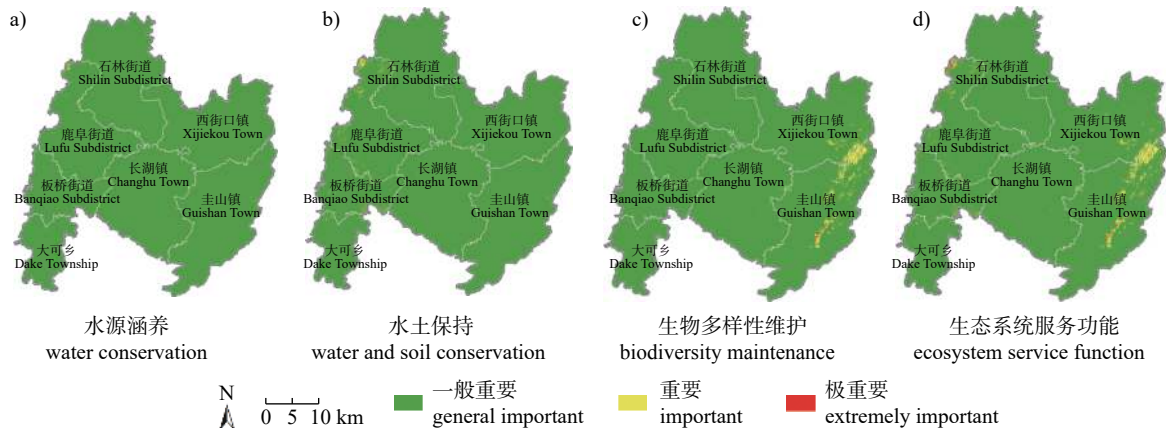 a)
石林街道
Shilin Subdistrict
西街口镇
Xijiekou Town
鹿阜街道
Lufu Subdistrict
长湖镇
Changhu Town
板桥街道
Banqiao Subdistrict
圭山镇
Guishan Town
大可乡
Dake Township
水源涵养
water conservation
b)
石林街道
Shilin Subdistrict
西街口镇
Xijiekou Town
鹿阜街道
Lufu Subdistrict
长湖镇
Changhu Town
板桥街道
Banqiao Subdistrict
圭山镇
Guishan Town
大可乡
Dake Township
水土保持
water and soil conservation
c)
石林街道
Shilin Subdistrict
西街口镇
Xijiekou Town
鹿阜街道
Lufu Subdistrict
长湖镇
Changhu Town
板桥街道
Banqiao Subdistrict
圭山镇
Guishan Town
大可乡
Dake Township
生物多样性维护
biodiversity maintenance
d)
石林街道
Shilin Subdistrict
西街口镇
Xijiekou Town
鹿阜街道
Lufu Subdistrict
长湖镇
Changhu Town
板桥街道
Banqiao Subdistrict
圭山镇
Guishan Town
大可乡
Dake Township
生态系统服务功能
ecosystem service function
N
0 5 10 km
一般重要
general important
重要
important
极重要
extremely important